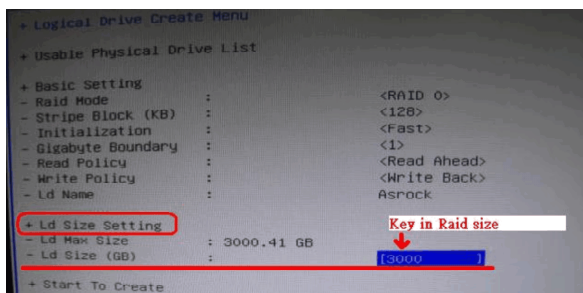 + Logical Drive Create Menu
+ Usable Physical Drive List
+ Basic Setting
- Raid Mode : <RAID 0>
- Stripe Block (KB) : <128>
- Initialization : <Fast>
- Gigabyte Boundary : <1>
- Read Policy : <Read Ahead>
- Write Policy : <Write Back>
- Ld Name : Asrock
+ Ld Size Setting
Key in Raid size
- Ld Max Size : 3000.41 GB
- Ld Size (GB) : [3000 ]
+ Start To Create